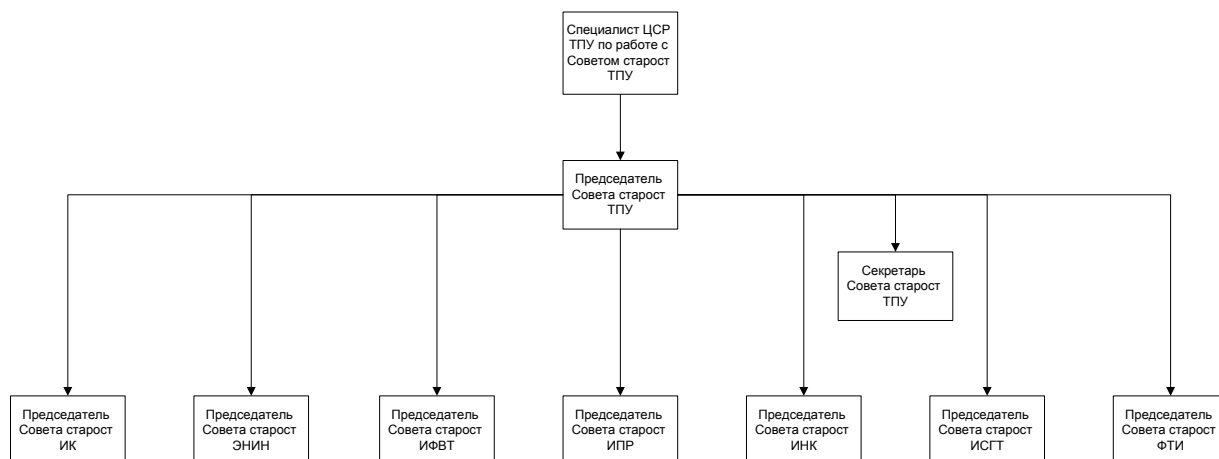 Специалист ЦСР
ТПУ по работе с
Советом старост
ТПУ
Председатель
Совета старост
ТПУ
Секретарь
Совета старост
ТПУ
Председатель
Совета старост
ИК
Председатель
Совета старост
ЭНИН
Председатель
Совета старост
ИФВТ
Председатель
Совета старост
ИПР
Председатель
Совета старост
ИНК
Председатель
Совета старост
ИСГТ
Председатель
Совета старост
ФТИ